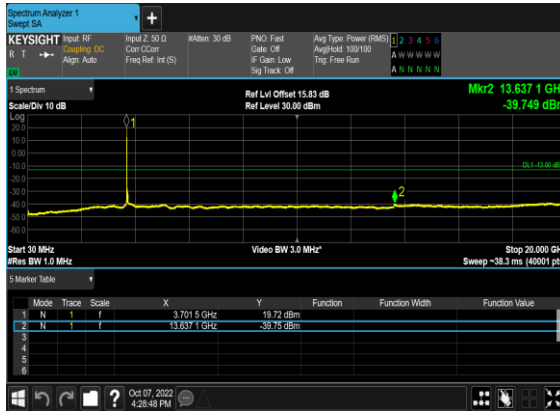 Spectrum Analyzer 1
Swept SA
KEYSIGHT
R T
Input: RF
Coupling: DC
Align: Auto
Input Z: 50 Ω
Corr CCorr
Freq Ref: Int (S)
#Atten: 30 dB
PNO: Fast
Gate: Off
IF Gain: Low
Sig Track: Off
Avg Type: Power (RMS)
Avg|Hold: 100/100
Trig: Free Run
1 2 3 4 5 6
A W W W W W
A N N N N N
1 Spectrum
Scale/Div 10 dB
Ref Lvl Offset 15.83 dB
Ref Level 30.00 dBm
Mkr2 13.637 1 GHz
-39.749 dBm
Log
20.0
10.0
0.00
-10.0
-20.0
-30.0
-40.0
-50.0
-60.0
1
2
DL1 -13.00 dB
Start 30 MHz
#Res BW 1.0 MHz
Video BW 3.0 MHz*
Stop 20.000 GH
Sweep ~38.3 ms (40001 pts
5 Marker Table
Mode Trace Scale X Y Function Function Width Function Value
1 N 1 f 3.701 5 GHz 19.72 dBm
2 N 1 f 13.637 1 GHz -39.75 dBm
3
4
5
6
?
Oct 07, 2022
4:28:48 PM